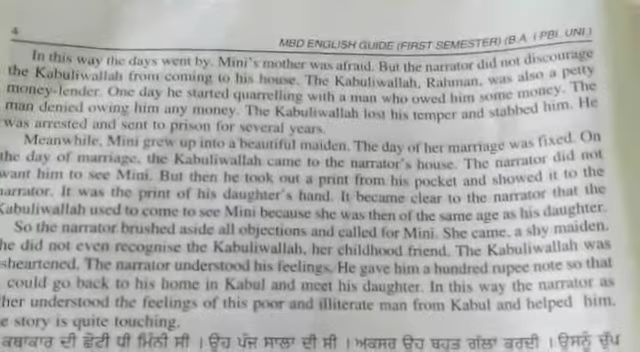 4
MBD ENGLISH GUIDE (FIRST SEMESTER) (B.A. I PBI. UNI.)
In this way the days went by. Mini's mother was afraid. But the narrator did not discourage
the Kabuliwallah from coming to his house. The Kabuliwallah, Rahman, was also a petty
money-lender. One day he started quarrelling with a man who owed him some money. The
man denied owing him any money. The Kabuliwallah lost his temper and stabbed him. He
was arrested and sent to prison for several years.
Meanwhile, Mini grew up into a beautiful maiden. The day of her marriage was fixed. On
the day of marriage, the Kabuliwallah came to the narrator's house. The narrator did not
want him to see Mini. But then he took out a print from his pocket and showed it to the
narrator. It was the print of his daughter's hand. It became clear to the narrator that the
Kabuliwallah used to come to see Mini because she was then of the same age as his daughter.
So the narrator brushed aside all objections and called for Mini. She came, a shy maiden.
he did not even recognise the Kabuliwallah, her childhood friend. The Kabuliwallah was
sheartened. The narrator understood his feelings. He gave him a hundred rupee note so that
could go back to his home in Kabul and meet his daughter. In this way the narrator as
her understood the feelings of this poor and illiterate man from Kabul and helped him.
e story is quite touching.
ਕਥਾਕਾਰ ਦੀ ਛੋਟੀ ਧੀ ਮਿੰਨੀ ਸੀ । ਉਹ ਪੰਜ ਸਾਲਾਂ ਦੀ ਸੀ । ਅਕਸਰ ਉਹ ਬਹੁਤ ਗੱਲਾਂ ਕਰਦੀ । ਉਸਨੂੰ ਚੁੱਪ